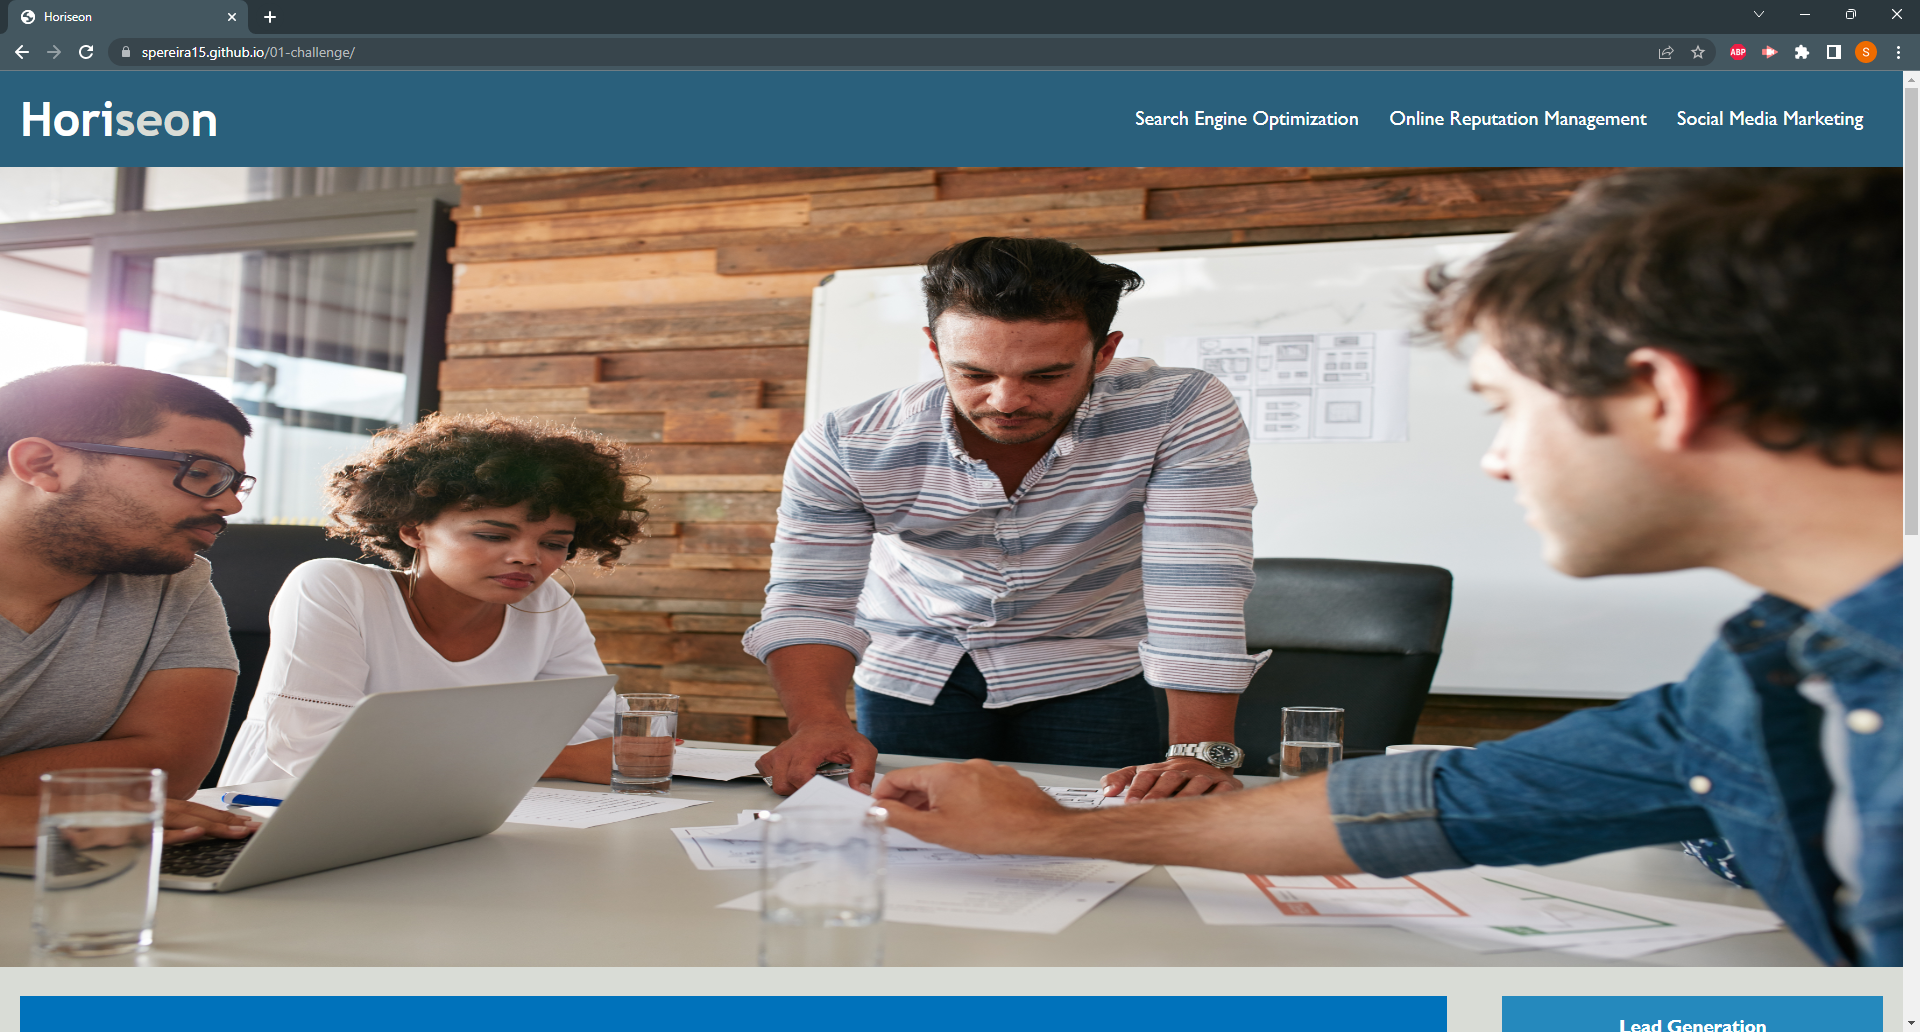 Horiseon
spereira15.github.io/01-challenge/
ABP
S
Horiseon
Search Engine Optimization Online Reputation Management Social Media Marketing
Lead Generation